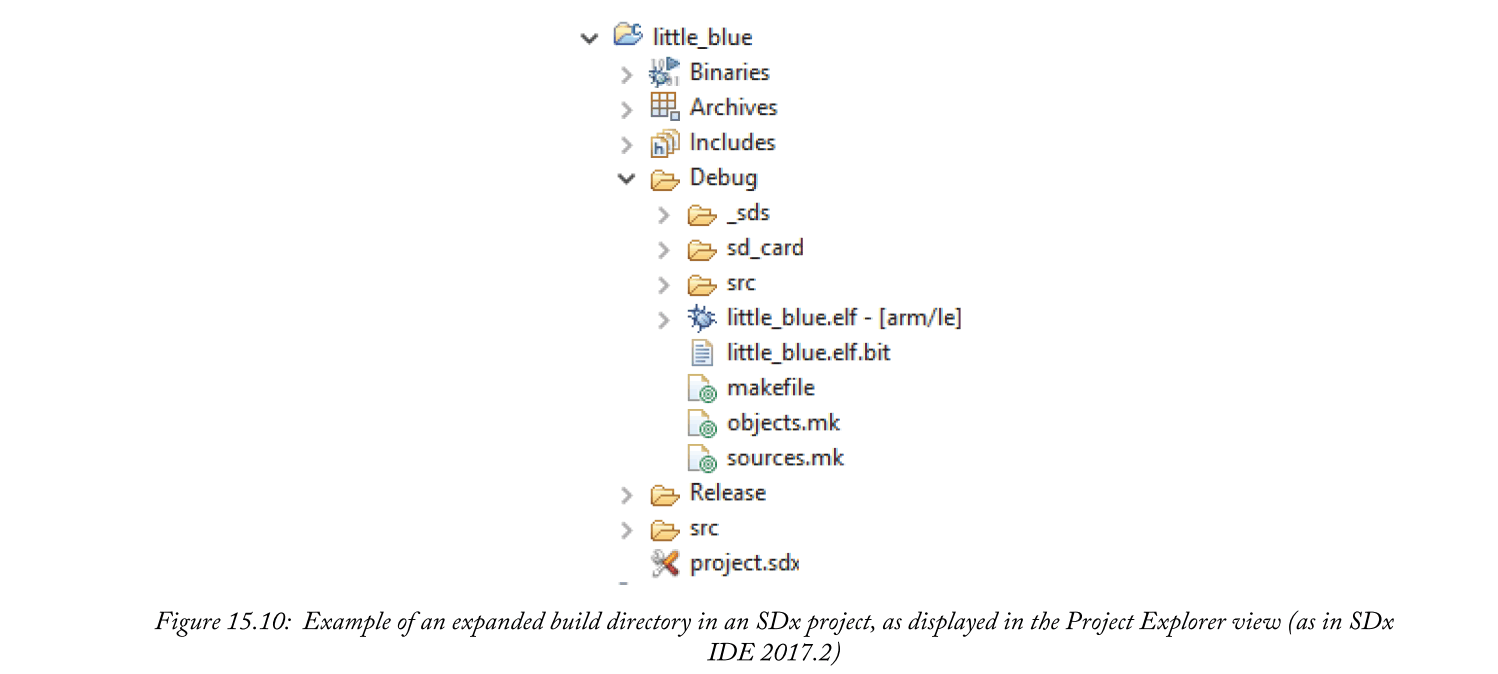 little_blue
Binaries
Archives
Includes
Debug
_sds
sd_card
src
little_blue.elf - [arm/le]
little_blue.elf.bit
makefile
objects.mk
sources.mk
Release
src
project.sdx
Figure 15.10: Example of an expanded build directory in an SDx project, as displayed in the Project Explorer view (as in SDx
IDE 2017.2)